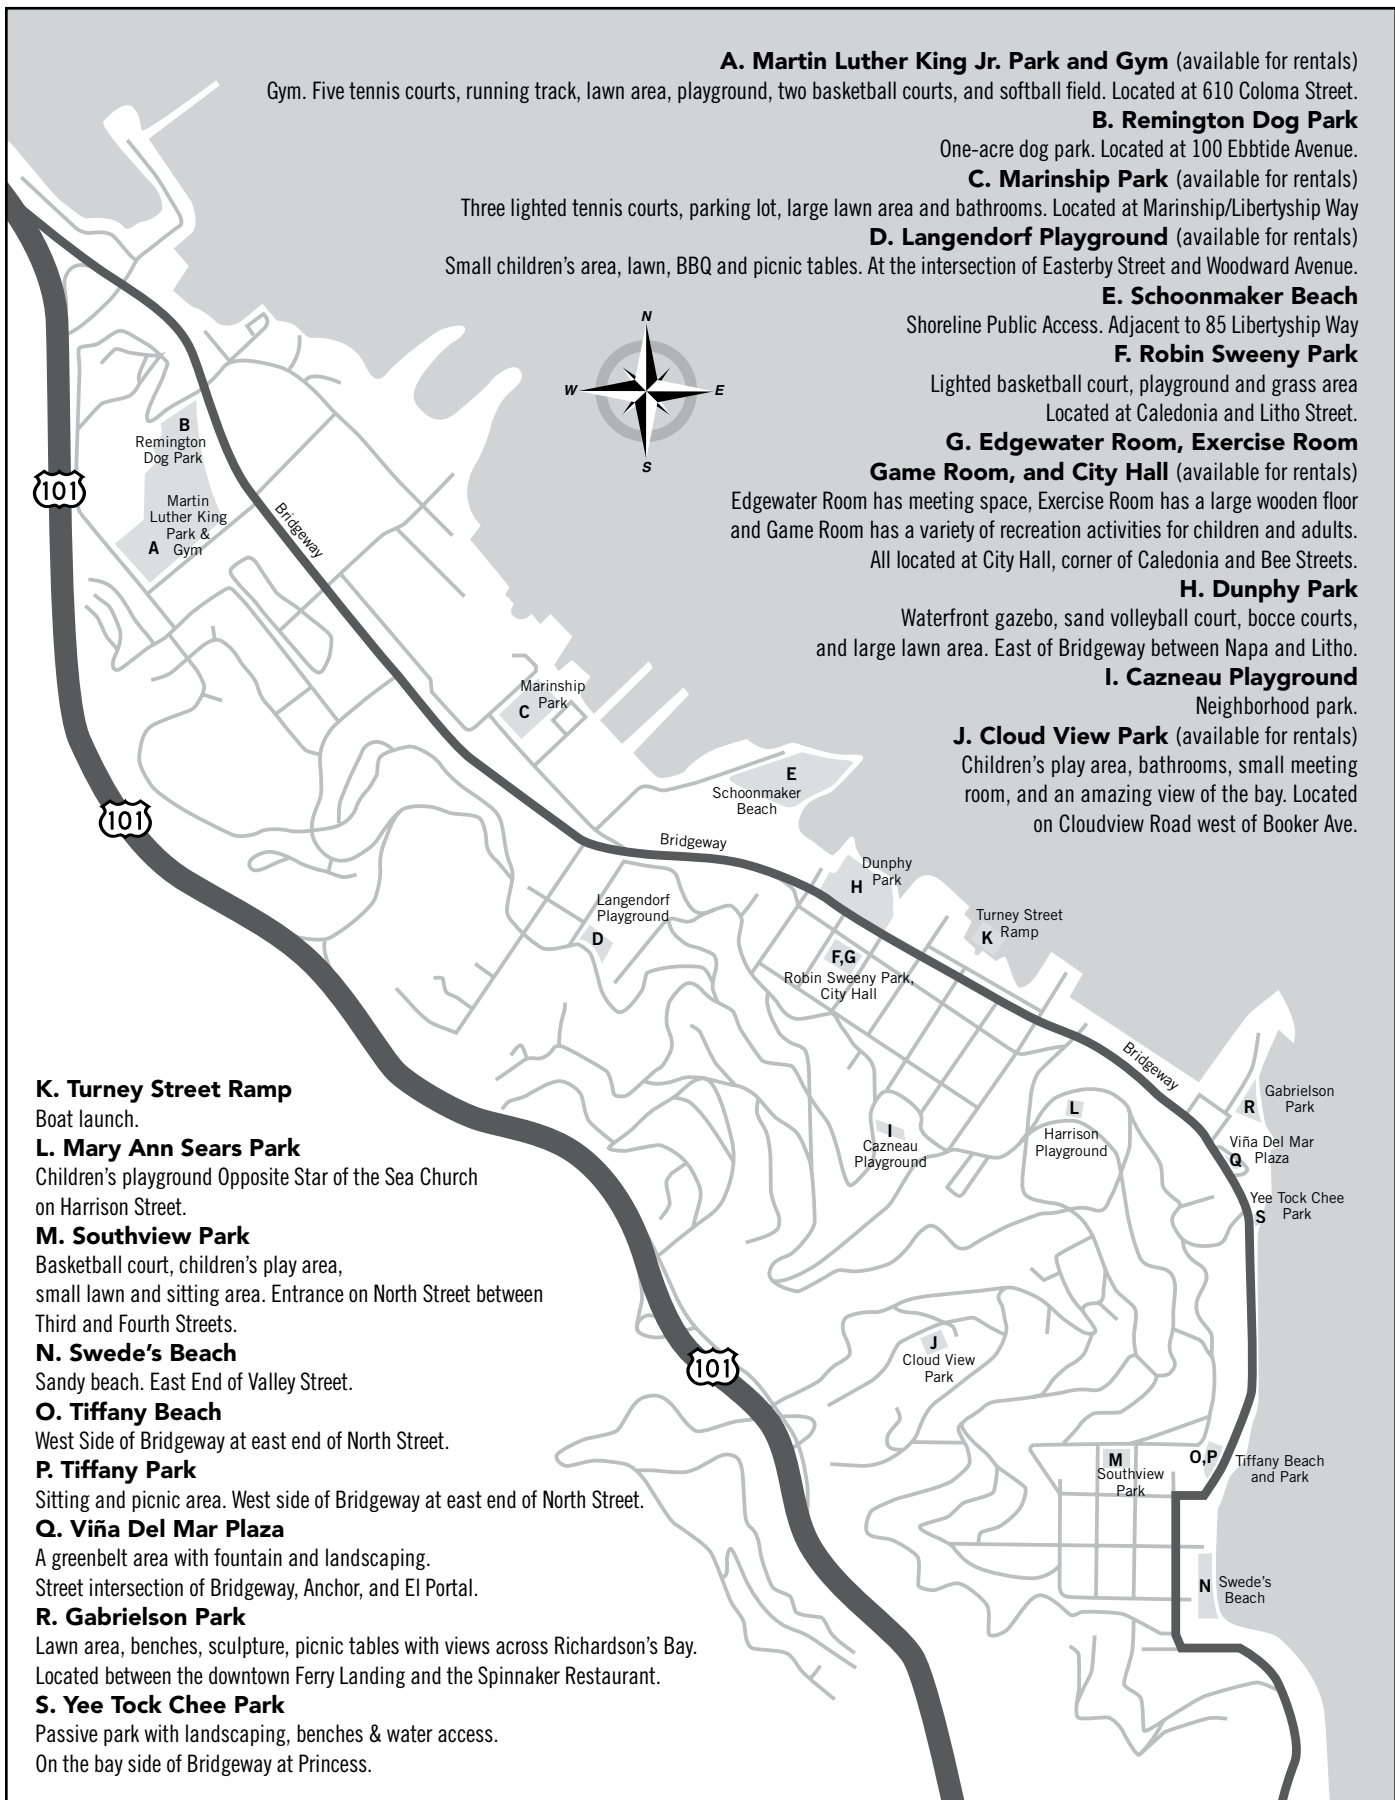 A. Martin Luther King Jr. Park and Gym (available for rentals)
Gym. Five tennis courts, running track, lawn area, playground, two basketball courts, and softball field. Located at 610 Coloma Street.
B. Remington Dog Park
One-acre dog park. Located at 100 Ebbtide Avenue.
C. Marinship Park (available for rentals)
Three lighted tennis courts, parking lot, large lawn area and bathrooms. Located at Marinship/Libertyship Way
D. Langendorf Playground (available for rentals)
Small children's area, lawn, BBQ and picnic tables. At the intersection of Easterby Street and Woodward Avenue.
E. Schoonmaker Beach
Shoreline Public Access. Adjacent to 85 Libertyship Way
F. Robin Sweeny Park
Lighted basketball court, playground and grass area
Located at Caledonia and Litho Street.
G. Edgewater Room, Exercise Room
Game Room, and City Hall (available for rentals)
Edgewater Room has meeting space, Exercise Room has a large wooden floor
and Game Room has a variety of recreation activities for children and adults.
All located at City Hall, corner of Caledonia and Bee Streets.
H. Dunphy Park
Waterfront gazebo, sand volleyball court, bocce courts,
and large lawn area. East of Bridgeway between Napa and Litho.
I. Cazneau Playground
Neighborhood park.
J. Cloud View Park (available for rentals)
Children's play area, bathrooms, small meeting
room, and an amazing view of the bay. Located
on Cloudview Road west of Booker Ave.
N
W
E
S
B
Remington
Dog Park
Martin
Luther King
Park &
A Gym
101
Bridgeway
Marinship
Park
C
101
E
Schoonmaker
Beach
Bridgeway
Dunphy
Park
H
Langendorf
Playground
D
Turney Street
Ramp
K
F,G
Robin Sweeny Park,
City Hall
Bridgeway
Gabrielson
Park
R
L
Harrison
Playground
I
Cazneau
Playground
Viña Del Mar
Plaza
Q
Yee Tock Chee
Park
S
J
Cloud View
Park
101
M
Southview
Park
O,P
Tiffany Beach
and Park
N
Swede's
Beach
K. Turney Street Ramp
Boat launch.
L. Mary Ann Sears Park
Children's playground Opposite Star of the Sea Church
on Harrison Street.
M. Southview Park
Basketball court, children's play area,
small lawn and sitting area. Entrance on North Street between
Third and Fourth Streets.
N. Swede's Beach
Sandy beach. East End of Valley Street.
O. Tiffany Beach
West Side of Bridgeway at east end of North Street.
P. Tiffany Park
Sitting and picnic area. West side of Bridgeway at east end of North Street.
Q. Viña Del Mar Plaza
A greenbelt area with fountain and landscaping.
Street intersection of Bridgeway, Anchor, and El Portal.
R. Gabrielson Park
Lawn area, benches, sculpture, picnic tables with views across Richardson's Bay.
Located between the downtown Ferry Landing and the Spinnaker Restaurant.
S. Yee Tock Chee Park
Passive park with landscaping, benches & water access.
On the bay side of Bridgeway at Princess.